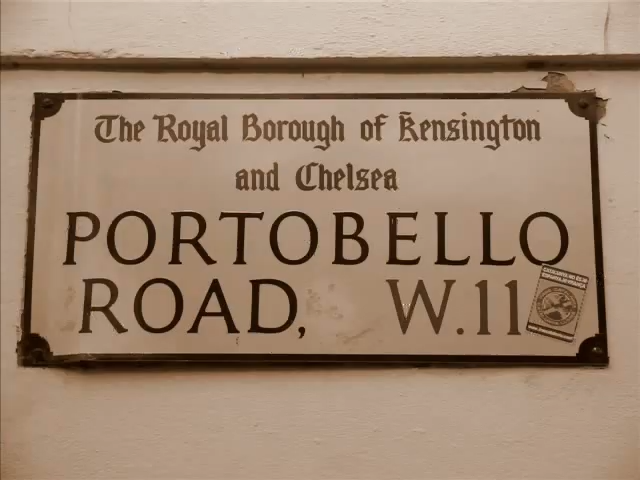 The Royal Borough of Kensington
and Chelsea
PORTOBELLO
ROAD, W.11